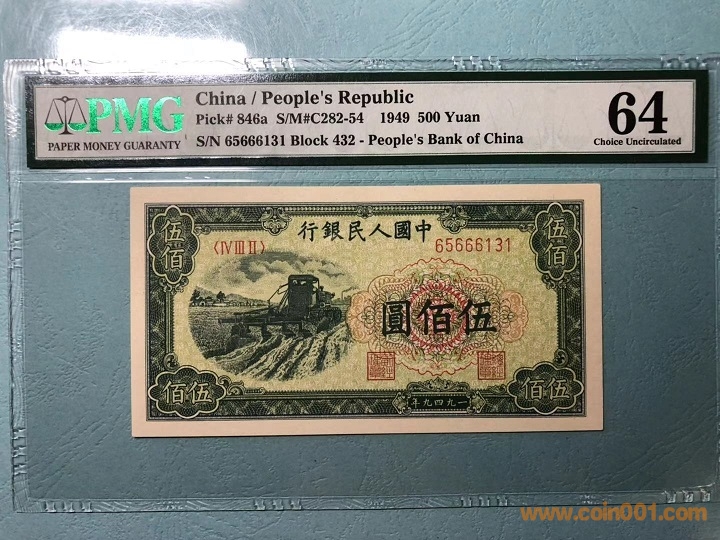 PMG
PAPER MONEY GUARANTY
China / People's Republic
Pick# 846a S/M#C282-54 1949 500 Yuan
S/N 65666131 Block 432 - People's Bank of China
64
Choice Uncirculated
行銀民人國中
伍佰
伍佰
〈IV III II〉
65666131
圓佰伍
佰伍
佰伍
年九四九一
www.coin001.com